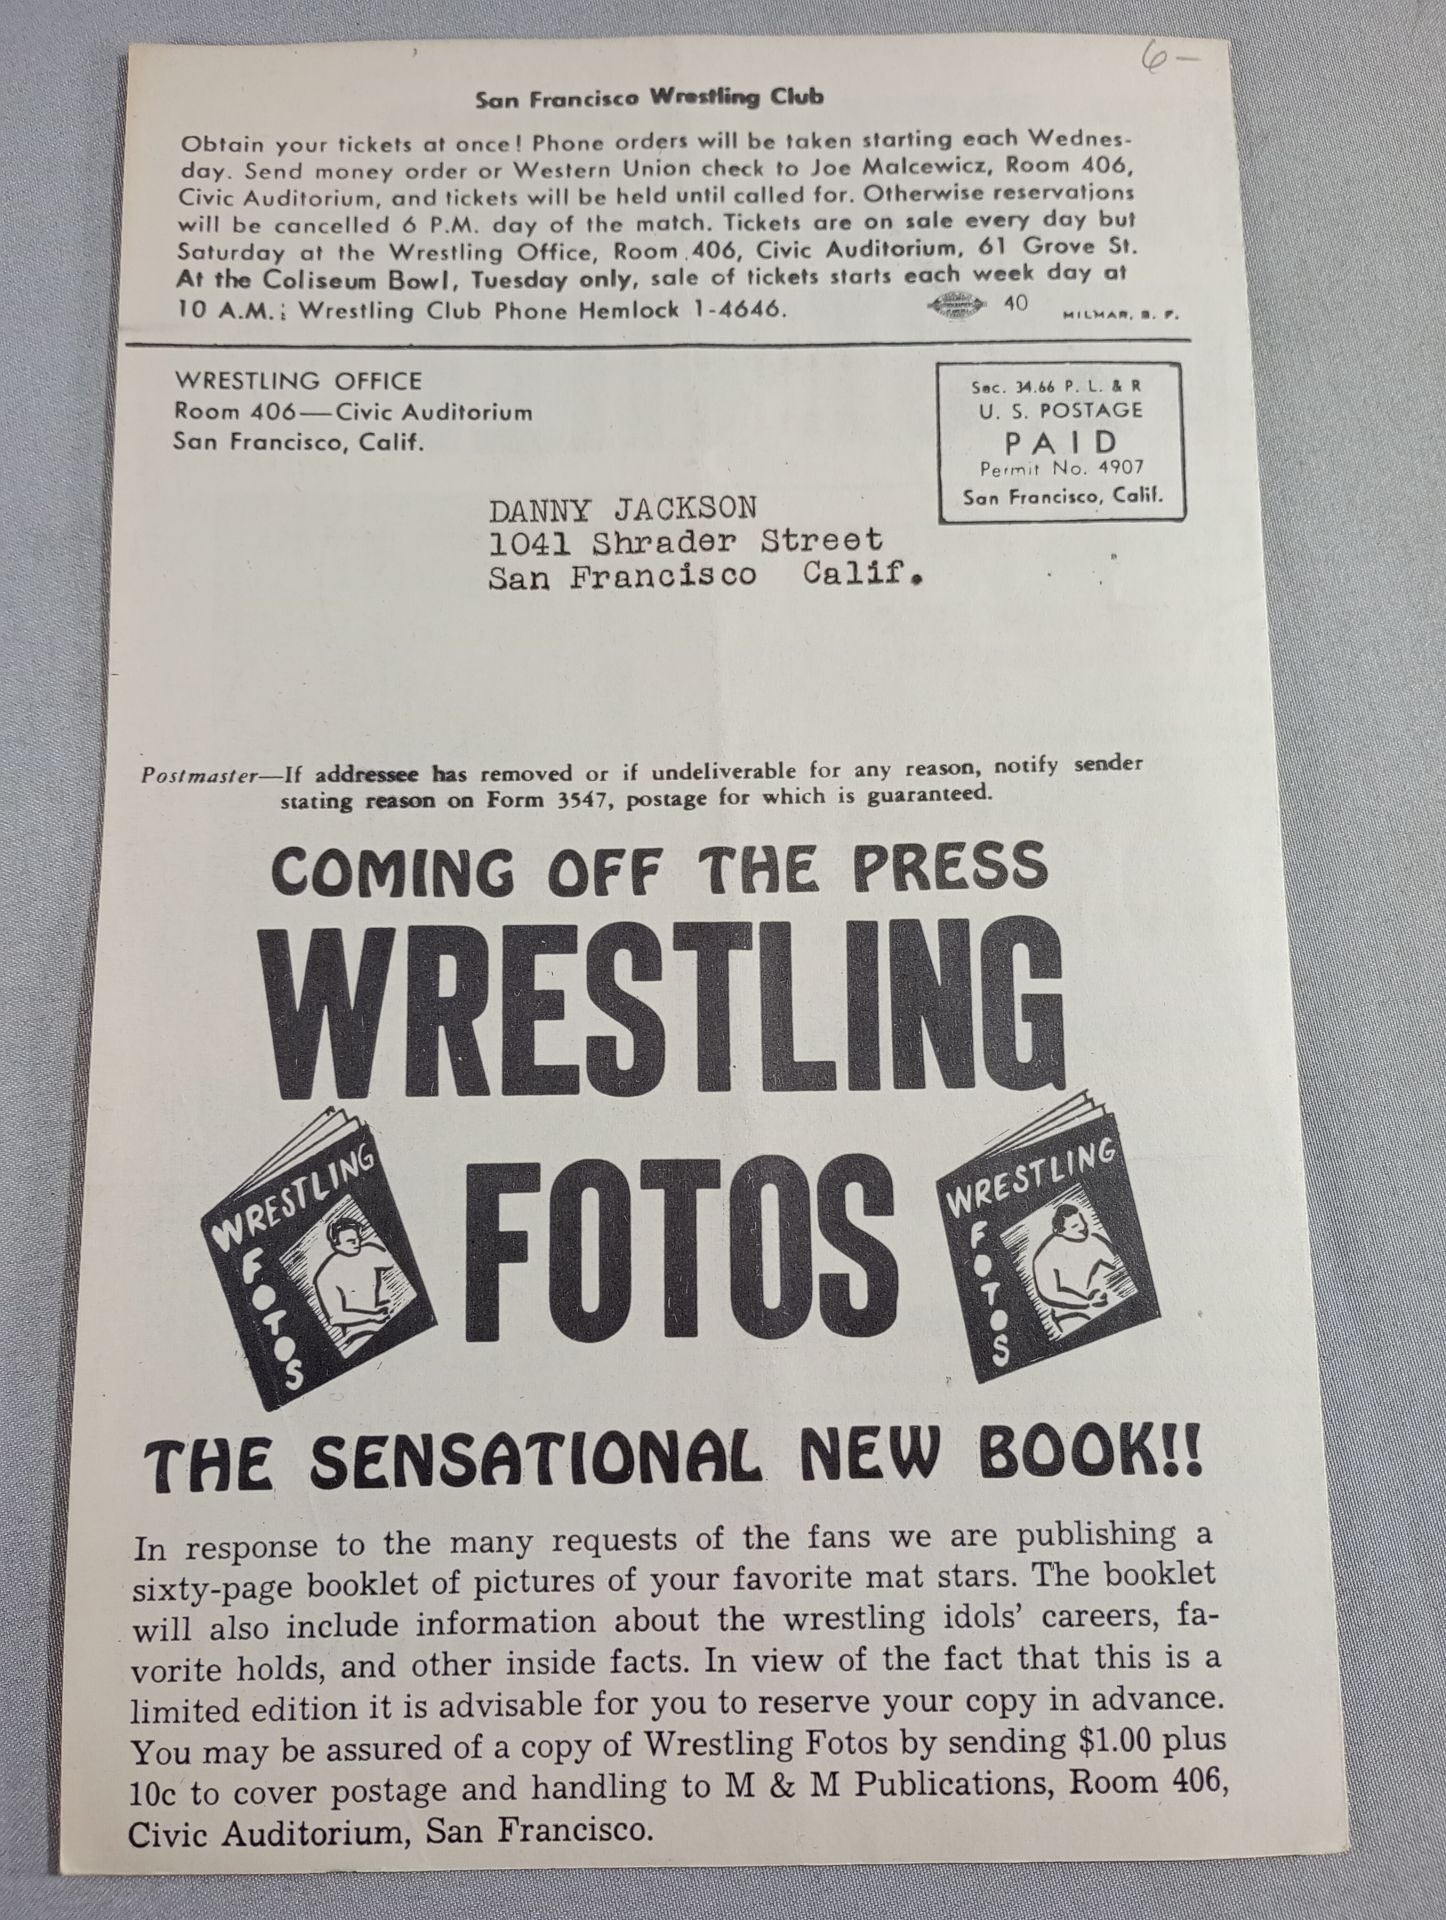 6-
San Francisco Wrestling Club
Obtain your tickets at once! Phone orders will be taken starting each Wednes-
day. Send money order or Western Union check to Joe Malcewicz, Room 406,
Civic Auditorium, and tickets will be held until called for. Otherwise reservations
will be cancelled 6 P.M. day of the match. Tickets are on sale every day but
Saturday at the Wrestling Office, Room 406, Civic Auditorium, 61 Grove St.
At the Coliseum Bowl, Tuesday only, sale of tickets starts each week day at
10 A.M.; Wrestling Club Phone Hemlock 1-4646.
40 MILMAR, S. F.
WRESTLING OFFICE
Room 406—Civic Auditorium
San Francisco, Calif.
Sec. 34.66 P. L. & R
U. S. POSTAGE
PAID
Permit No. 4907
San Francisco, Calif.
DANNY JACKSON
1041 Shrader Street
San Francisco Calif.
Postmaster—If addressee has removed or if undeliverable for any reason, notify sender
stating reason on Form 3547, postage for which is guaranteed.
COMING OFF THE PRESS
WRESTLING
FOTOS
WRESTLING
FOTOS
WRESTLING
FOTOS
THE SENSATIONAL NEW BOOK!!
In response to the many requests of the fans we are publishing a
sixty-page booklet of pictures of your favorite mat stars. The booklet
will also include information about the wrestling idols' careers, fa-
vorite holds, and other inside facts. In view of the fact that this is a
limited edition it is advisable for you to reserve your copy in advance.
You may be assured of a copy of Wrestling Fotos by sending $1.00 plus
10c to cover postage and handling to M & M Publications, Room 406,
Civic Auditorium, San Francisco.